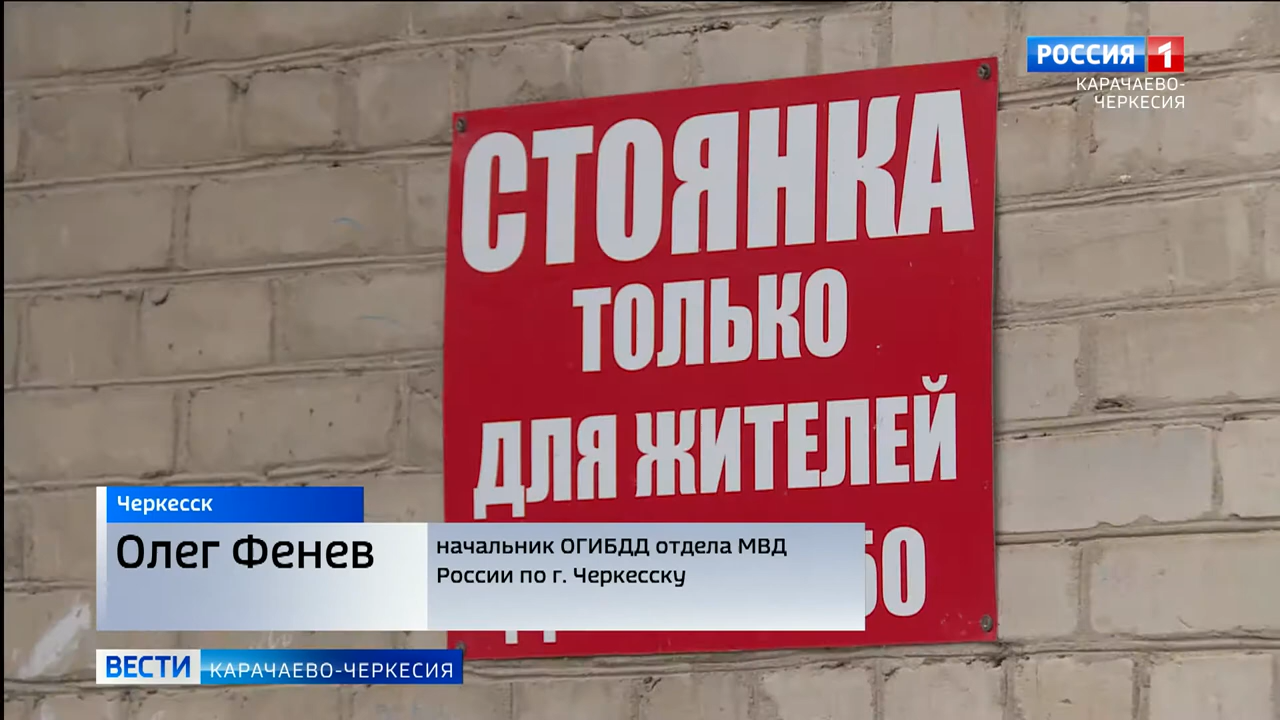 РОССИЯ 1
КАРАЧАЕВО-
ЧЕРКЕСИЯ
СТОЯНКА
ТОЛЬКО
ДЛЯ ЖИТЕЛЕЙ
Черкесск
Олег Фенев
начальник ОГИБДД отдела МВД
России по г. Черкесску
ВЕСТИ КАРАЧАЕВО-ЧЕРКЕСИЯ